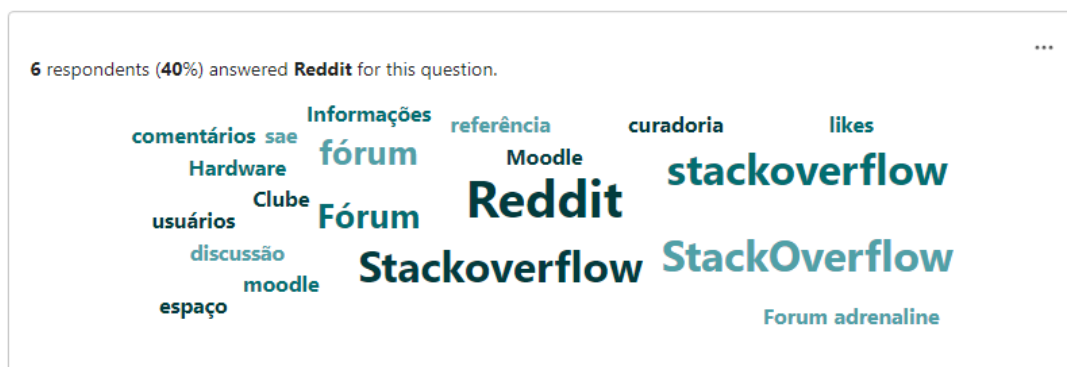 ...
6 respondents (40%) answered Reddit for this question.
Informações
comentários sae
referência
curadoria
likes
fórum
Moodle
Hardware
stackoverflow
Reddit
Clube
Fórum
usuários
discussão
StackOverflow
Stackoverflow
moodle
espaço
Forum adrenaline